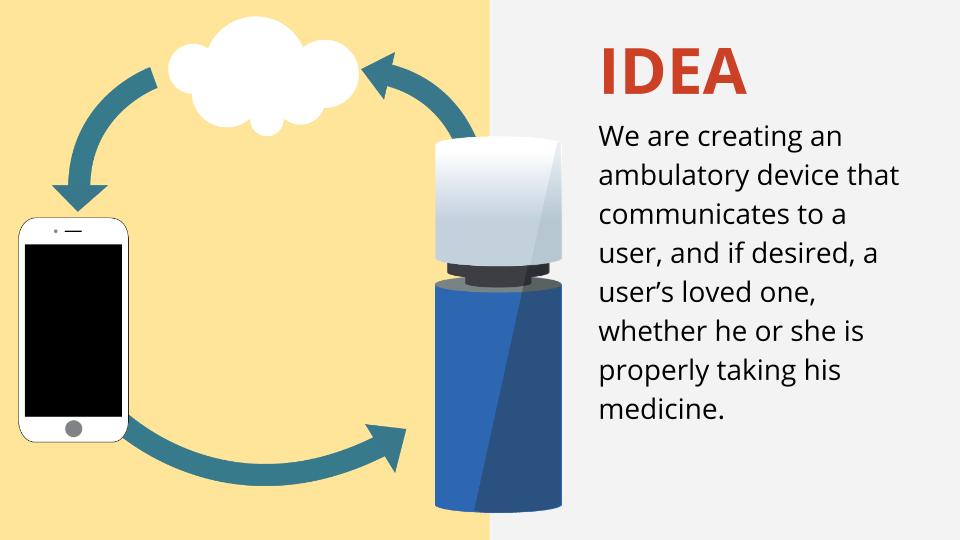 IDEA
We are creating an
ambulatory device that
communicates to a
user, and if desired, a
user’s loved one,
whether he or she is
properly taking his
medicine.